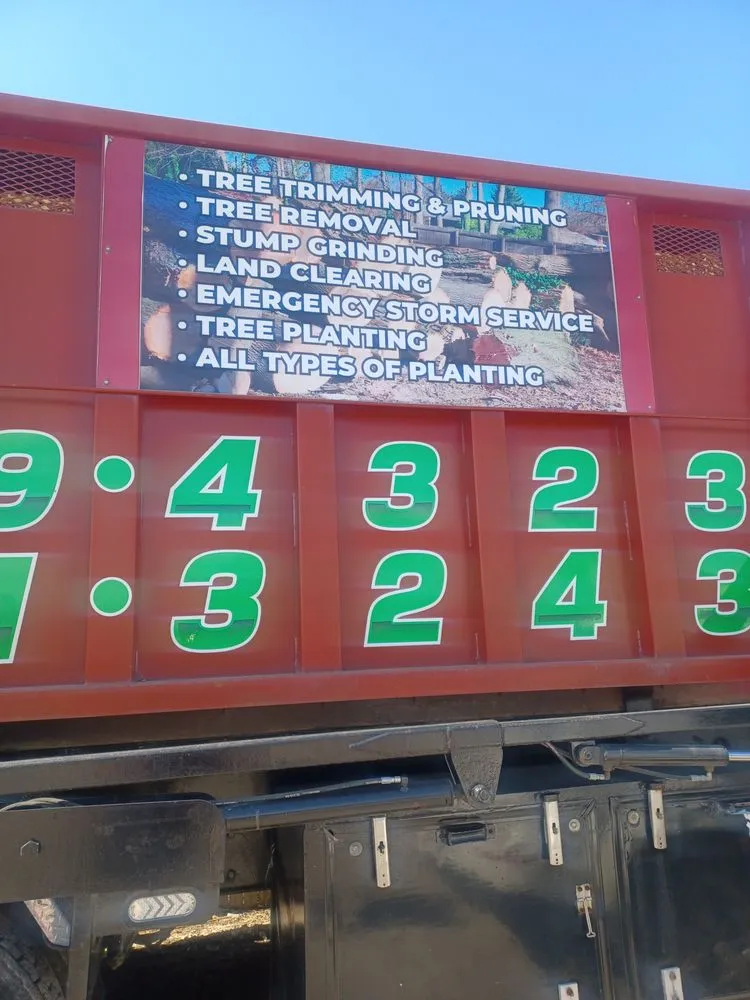 • TREE TRIMMING & PRUNING
• TREE REMOVAL
• STUMP GRINDING
• LAND CLEARING
• EMERGENCY STORM SERVICE
• TREE PLANTING
• ALL TYPES OF PLANTING
9•4323
1•3243